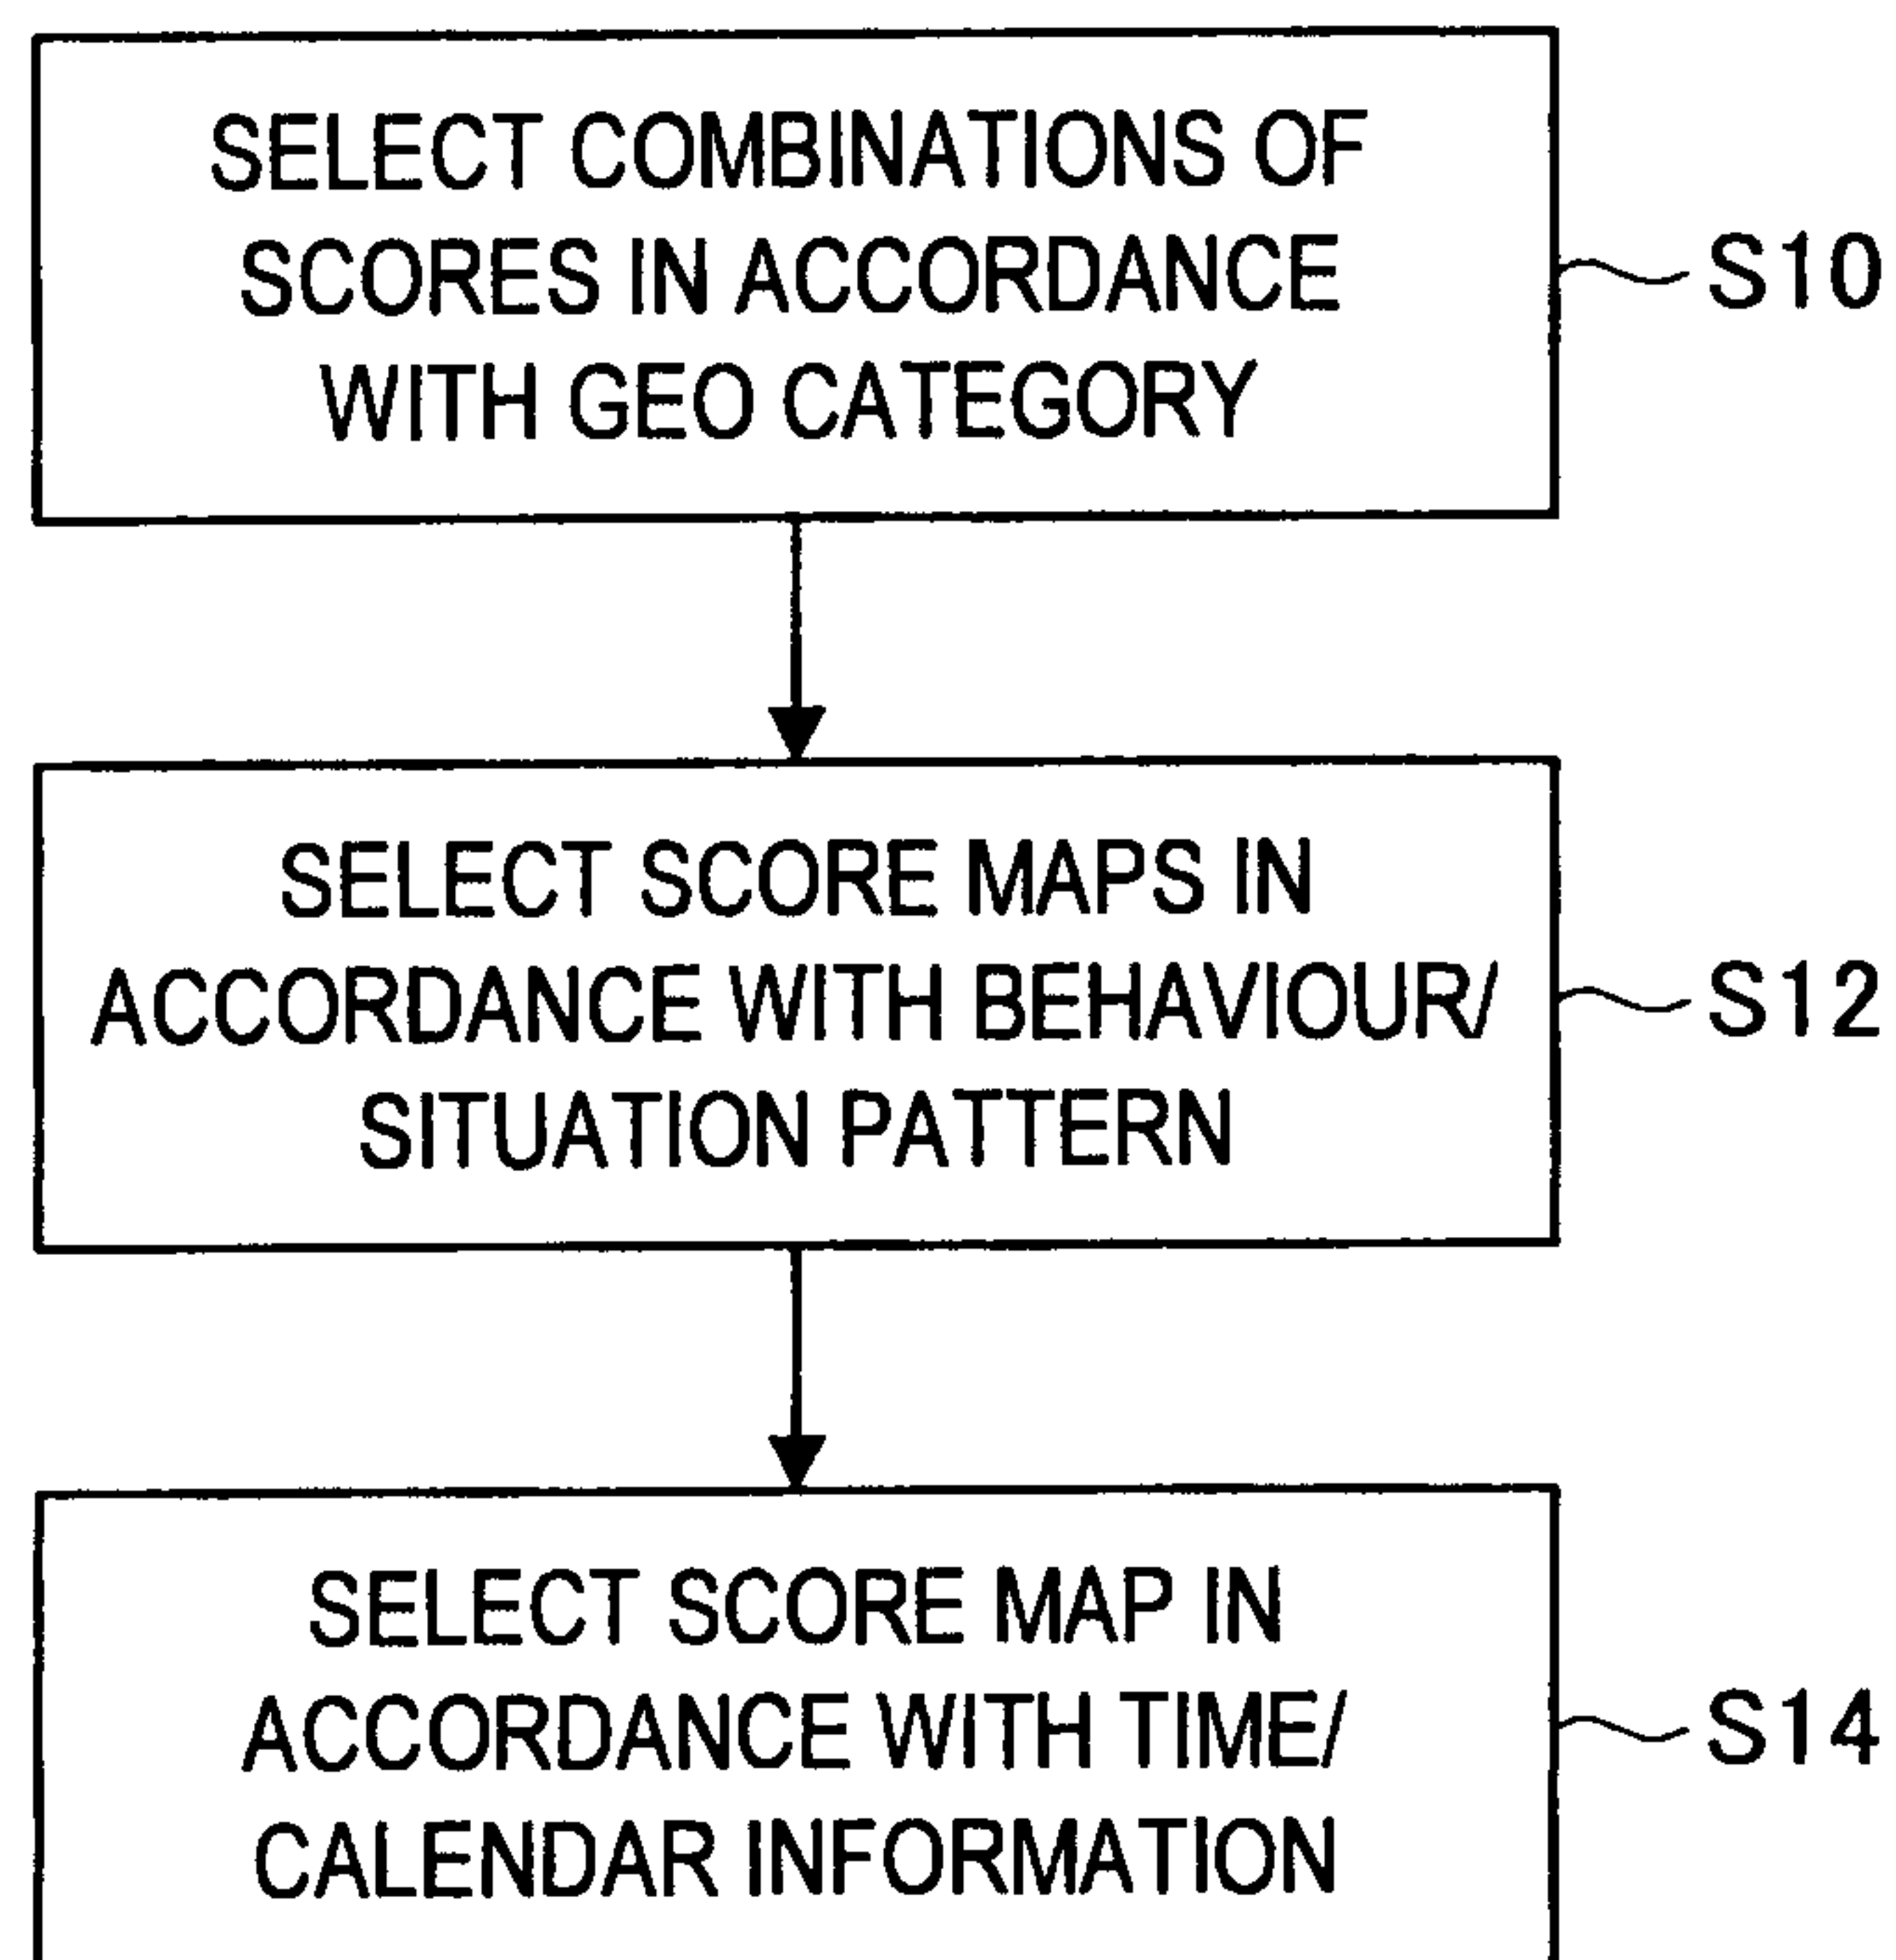 SELECT COMBINATIONS OF
SCORES IN ACCORDANCE
WITH GEO CATEGORY
S10
SELECT SCORE MAPS IN
ACCORDANCE WITH BEHAVIOUR/
SITUATION PATTERN
S12
SELECT SCORE MAP IN
ACCORDANCE WITH TIME/
CALENDAR INFORMATION
S14